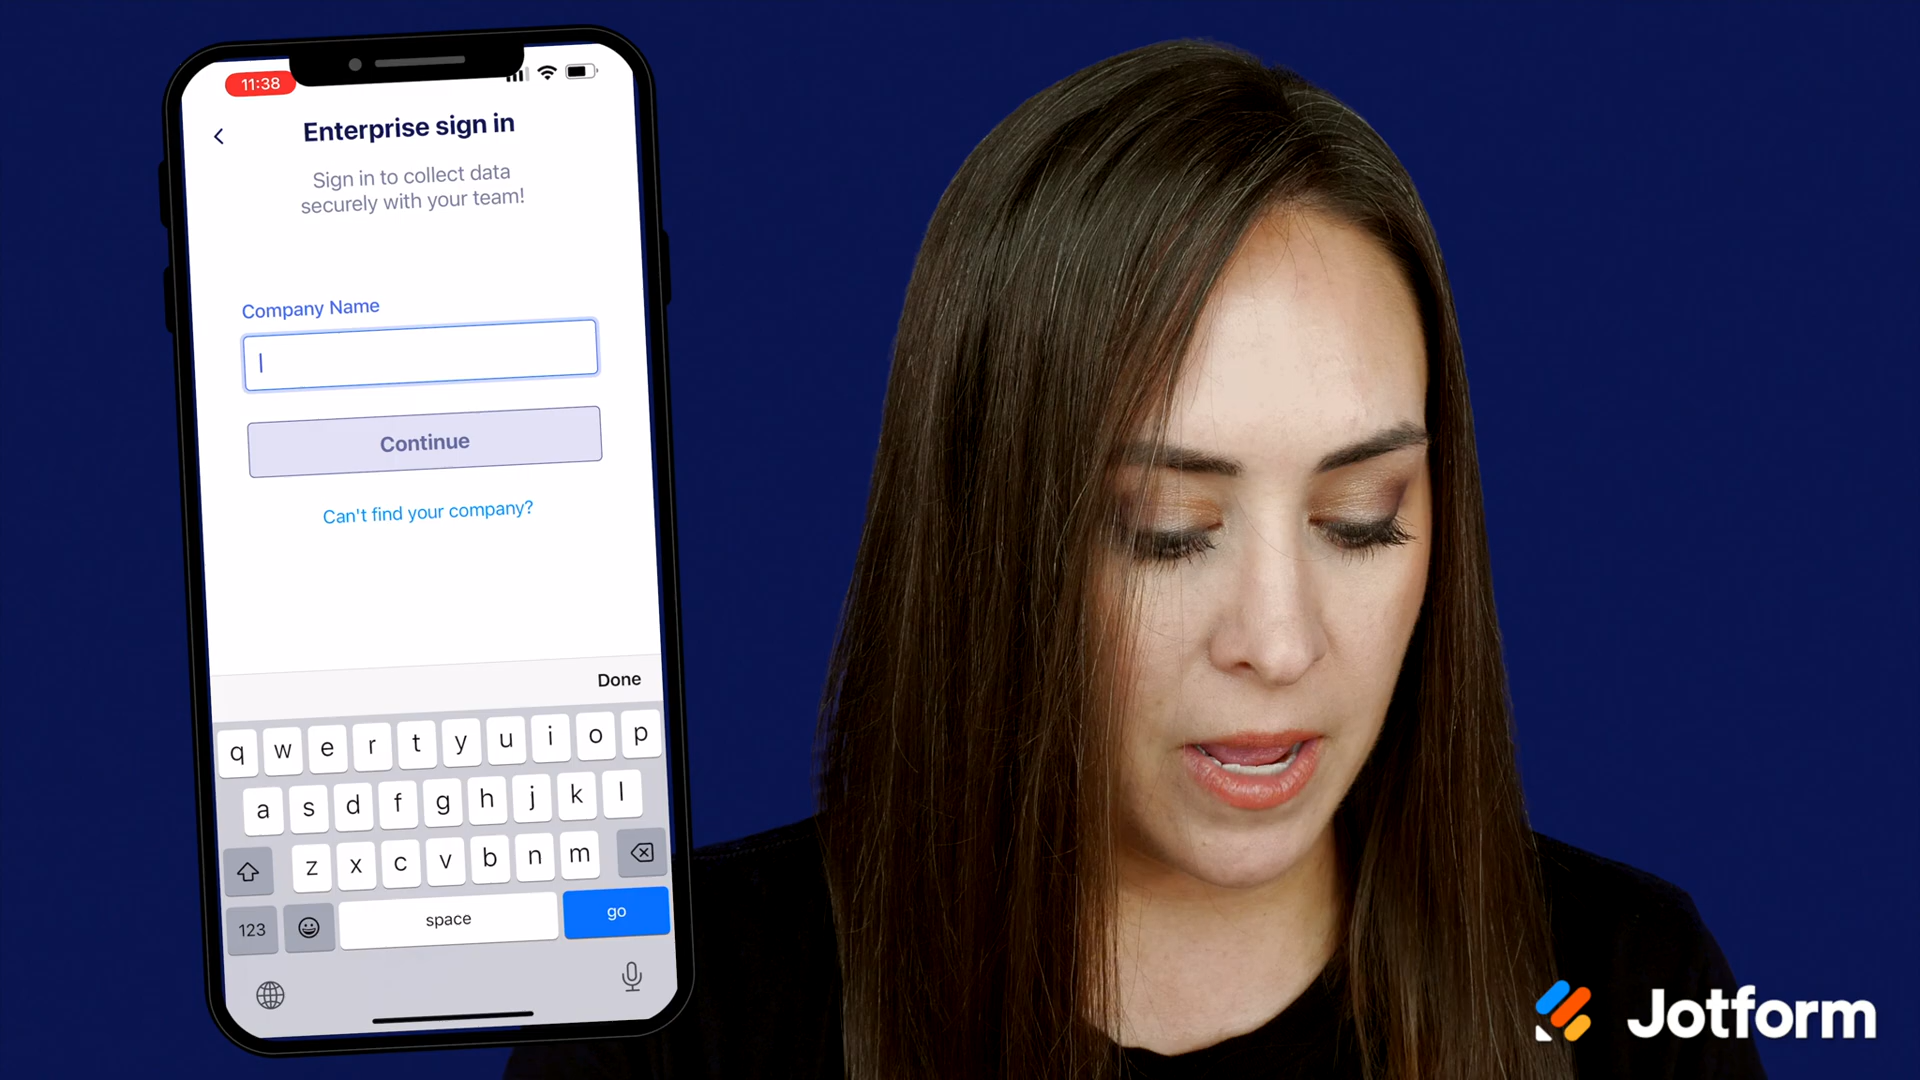 11:38
Enterprise sign in
Sign in to collect data
securely with your team!
Company Name
Continue
Can't find your company?
Done
q w e r t y u i o p
a s d f g h j k l
z x c v b n m
123 space go
Jotform